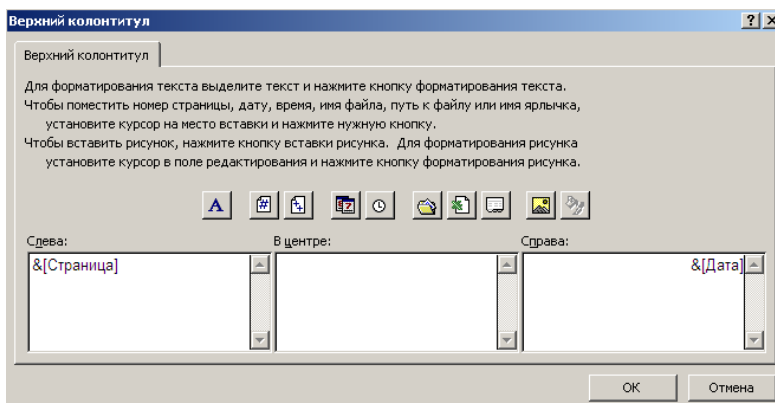 Верхний колонтитул
Верхний колонтитул
Для форматирования текста выделите текст и нажмите кнопку форматирования текста.
Чтобы поместить номер страницы, дату, время, имя файла, путь к файлу или имя ярлычка,
установите курсор на место вставки и нажмите нужную кнопку.
Чтобы вставить рисунок, нажмите кнопку вставки рисунка. Для форматирования рисунка
установите курсор в поле редактирования и нажмите кнопку форматирования рисунка.
Слева: В центре: Справа:
&[Страница] &[Дата]
ОК Отмена